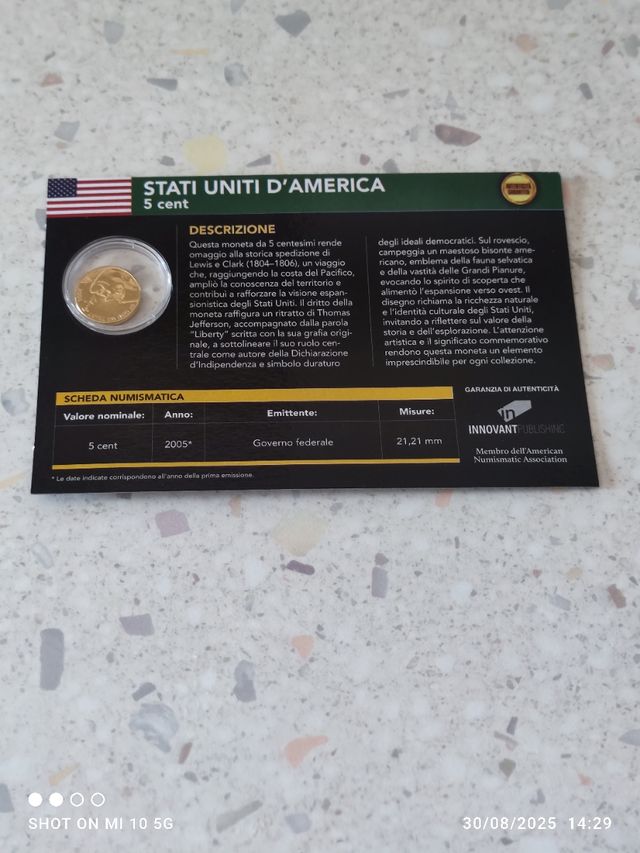 STATI UNITI D'AMERICA
5 cent
AUTENTICITÀ
GARANTITA
DESCRIZIONE
Questa moneta da 5 centesimi rende
omaggio alla storica spedizione di
Lewis e Clark (1804–1806), un viaggio
che, raggiungendo la costa del Pacifico,
ampliò la conoscenza del territorio e
contribuì a rafforzare la visione espan-
sionistica degli Stati Uniti. Il dritto della
moneta raffigura un ritratto di Thomas
Jefferson, accompagnato dalla parola
"Liberty" scritta con la sua grafia origi-
nale, a sottolineare il suo ruolo cen-
trale come autore della Dichiarazione
d'Indipendenza e simbolo duraturo
degli ideali democratici. Sul rovescio,
campeggia un maestoso bisonte ame-
ricano, emblema della fauna selvatica
e della vastità delle Grandi Pianure,
evocando lo spirito di scoperta che
alimentò l'espansione verso ovest. Il
disegno richiama la ricchezza naturale
e l'identità culturale degli Stati Uniti,
invitando a riflettere sul valore della
storia e dell'esplorazione. L'attenzione
artistica e il significato commemorativo
rendono questa moneta un elemento
imprescindibile per ogni collezione.
SCHEDA NUMISMATICA
Valore nominale: Anno: Emittente: Misure:
5 cent 2005* Governo federale 21,21 mm
* Le date indicate corrispondono all'anno della prima emissione.
GARANZIA DI AUTENTICITÀ
in
INNOVANTPUBLISHING
Membro dell'American
Numismatic Association
SHOT ON MI 10 5G
30/08/2025 14:29